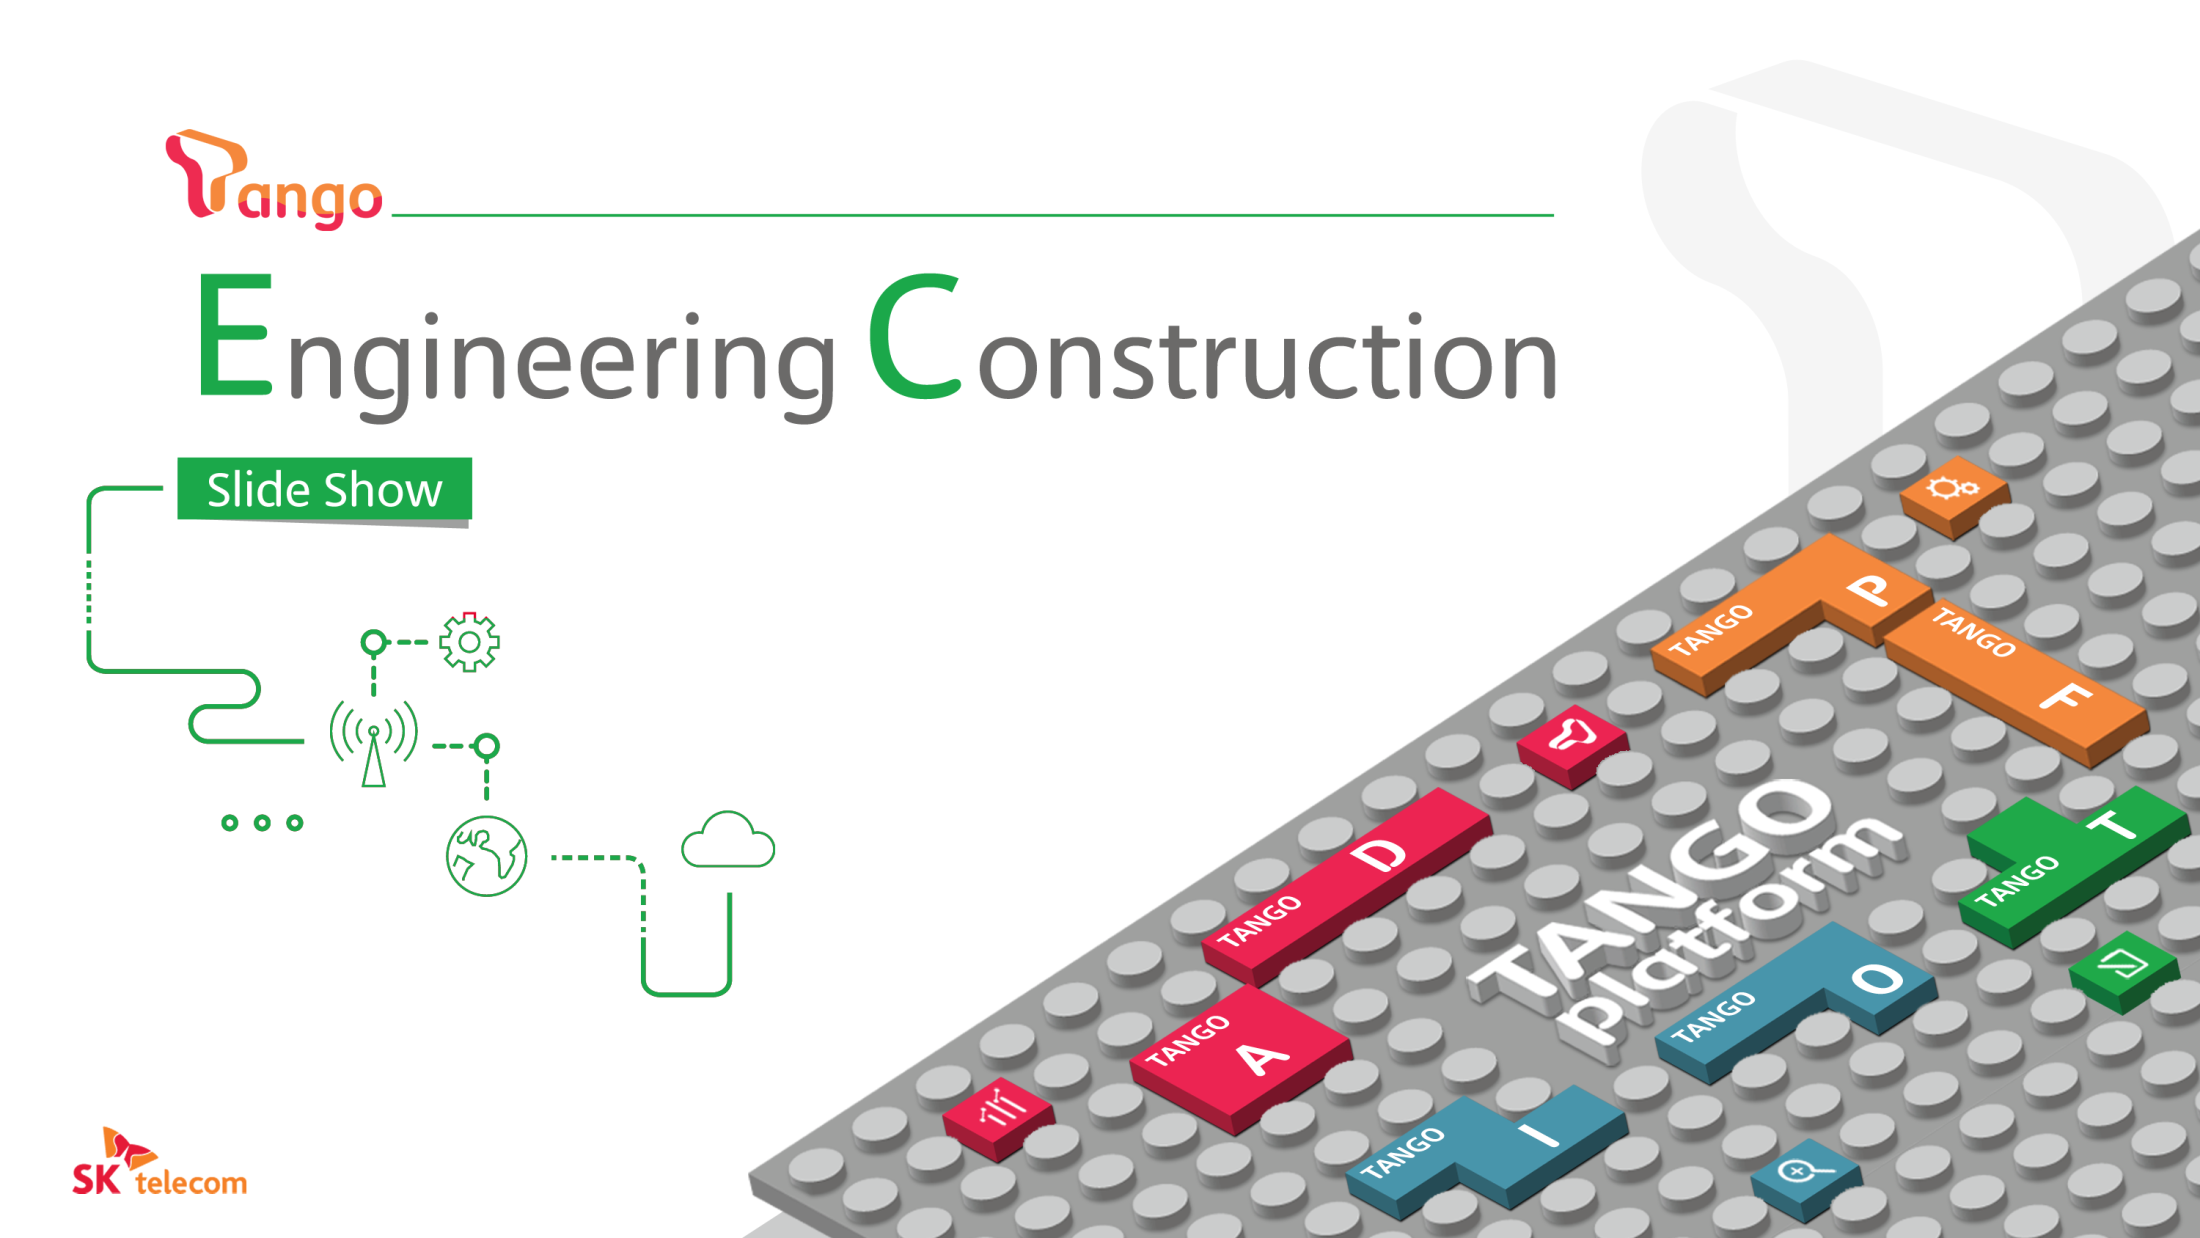 Tango
Engineering Construction
Slide Show
TANGO P
TANGO F
TANGO D
TANGO platform
TANGO T
TANGO A
TANGO O
TANGO I
SK telecom